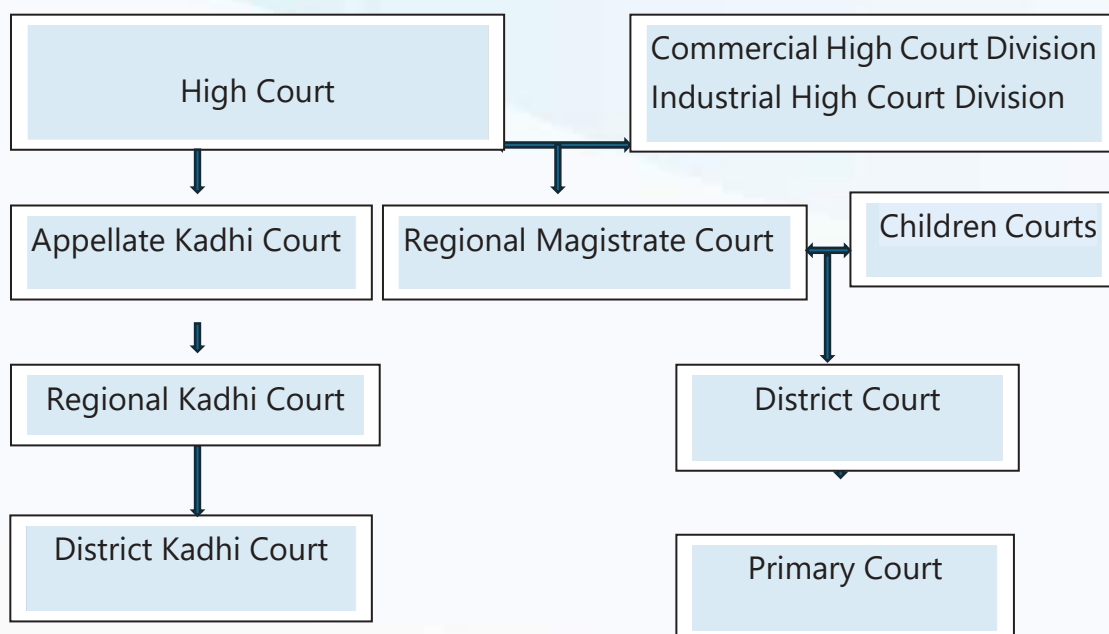 High Court
Commercial High Court Division
Industrial High Court Division
Appellate Kadhi Court
Regional Magistrate Court
Children Courts
Regional Kadhi Court
District Court
District Kadhi Court
Primary Court